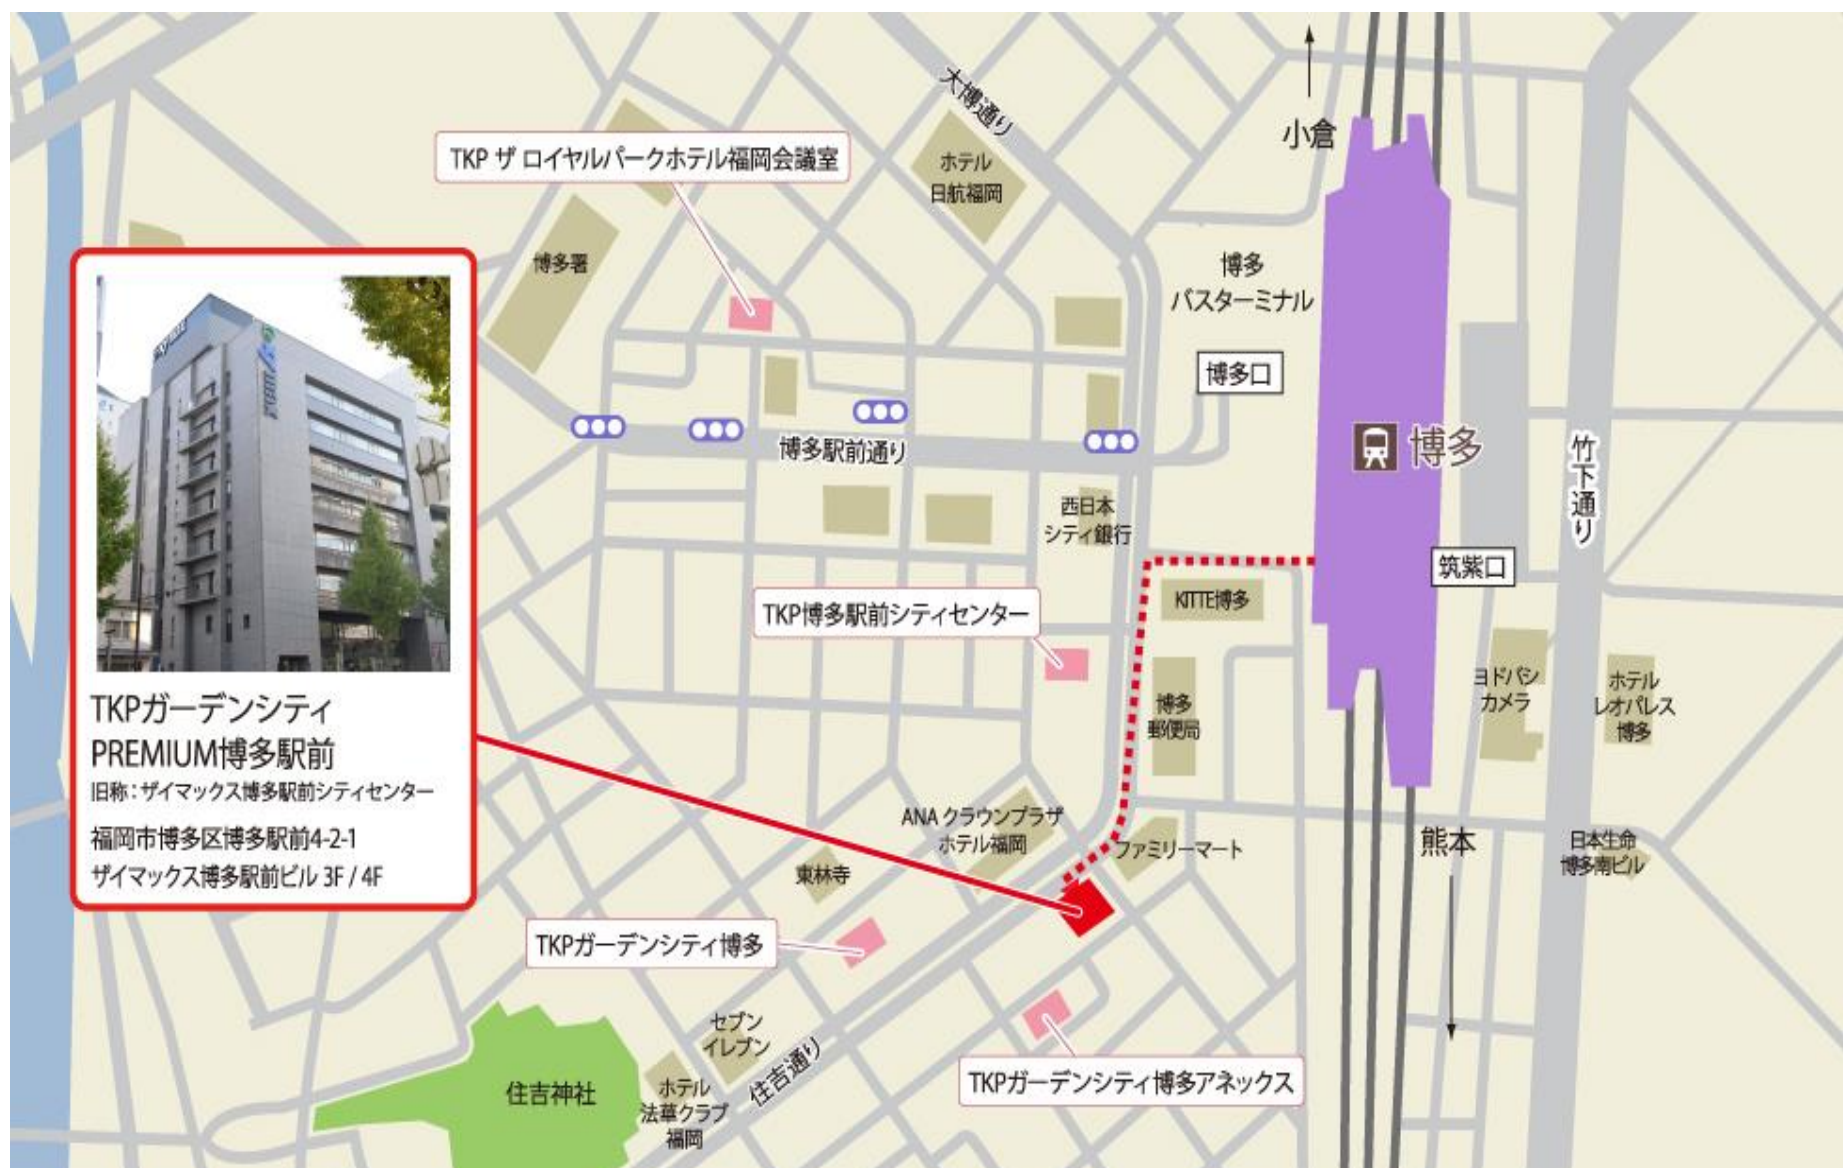 大博通り
小倉
TKP ザ ロイヤルパークホテル福岡会議室
ホテル
日航福岡
博多署
博多
バスターミナル
博多口
博多駅前通り
博多
竹下通り
西日本
シティ銀行
筑紫口
KITTE博多
TKP博多駅前シティセンター
ヨドバシ
カメラ
ホテル
レオパレス
博多
博多
郵便局
TKPガーデンシティ
PREMIUM博多駅前
旧称：ザイマックス博多駅前シティセンター
福岡市博多区博多駅前4-2-1
ザイマックス博多駅前ビル 3F / 4F
ANA クラウンプラザ
ホテル福岡
ファミリーマート
熊本
日本生命
博多南ビル
東林寺
TKPガーデンシティ博多
セブン
イレブン
住吉通り
TKPガーデンシティ博多アネックス
住吉神社
ホテル
法華クラブ
福岡